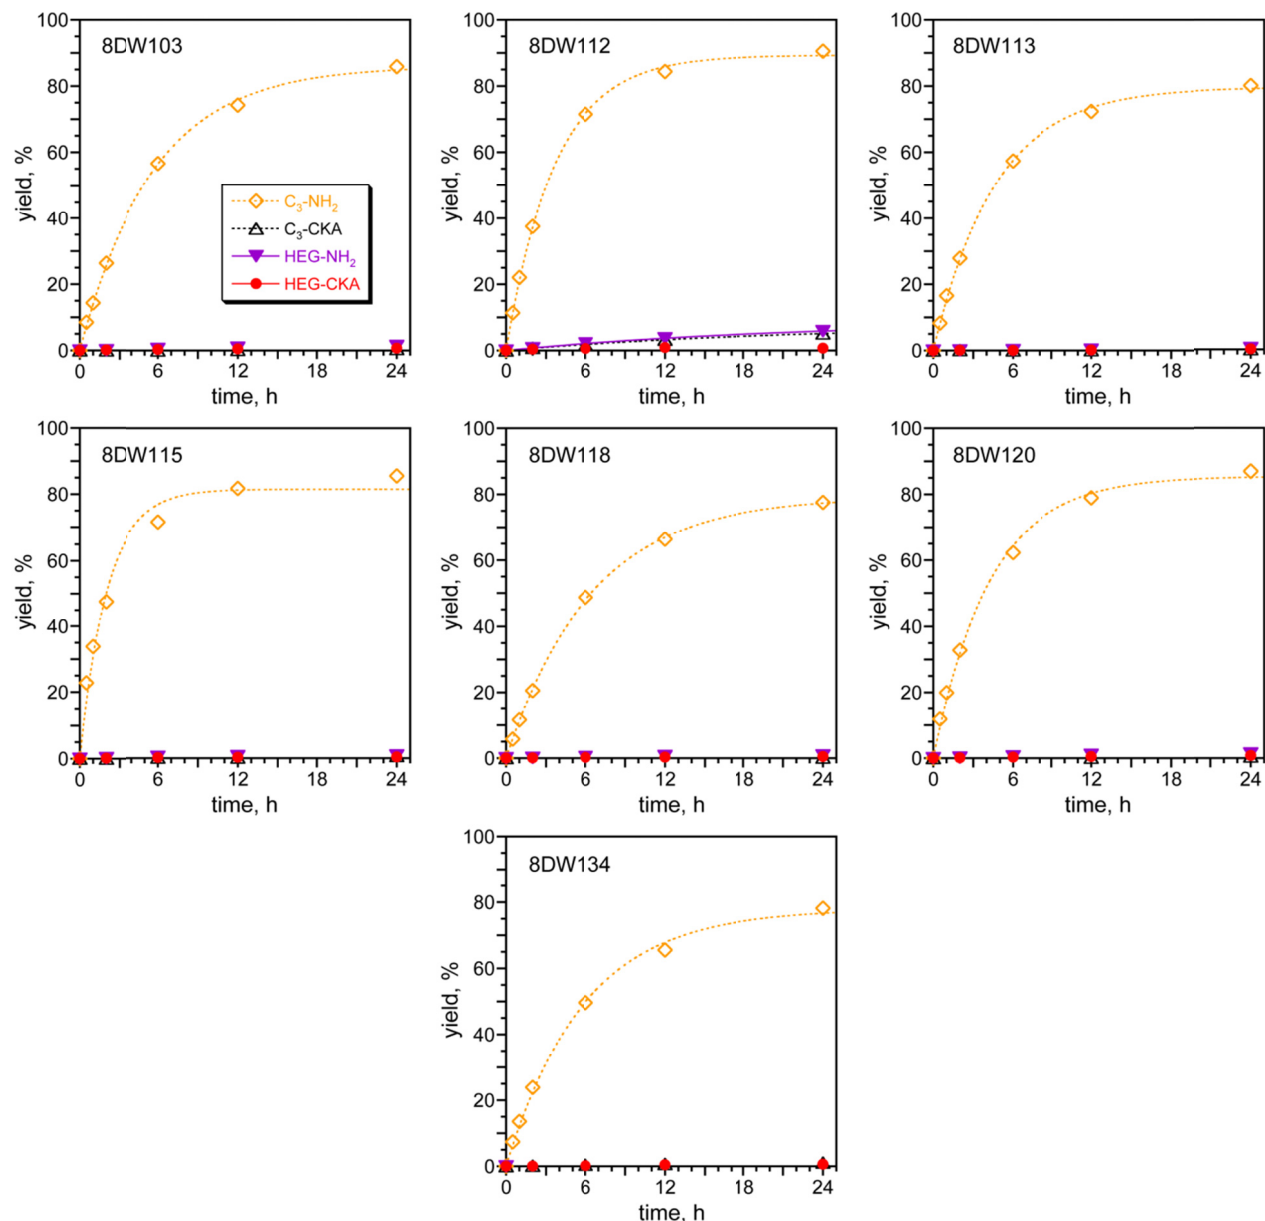 8DW103
100
80
60
40
20
0
yield, %
0 6 12 18 24
time, h
C3-NH2
C3-CKA
HEG-NH2
HEG-CKA
8DW112
100
80
60
40
20
0
yield, %
0 6 12 18 24
time, h
8DW113
100
80
60
40
20
0
yield, %
0 6 12 18 24
time, h
8DW115
100
80
60
40
20
0
yield, %
0 6 12 18 24
time, h
8DW118
100
80
60
40
20
0
yield, %
0 6 12 18 24
time, h
8DW120
100
80
60
40
20
0
yield, %
0 6 12 18 24
time, h
8DW134
100
80
60
40
20
0
yield, %
0 6 12 18 24
time, h